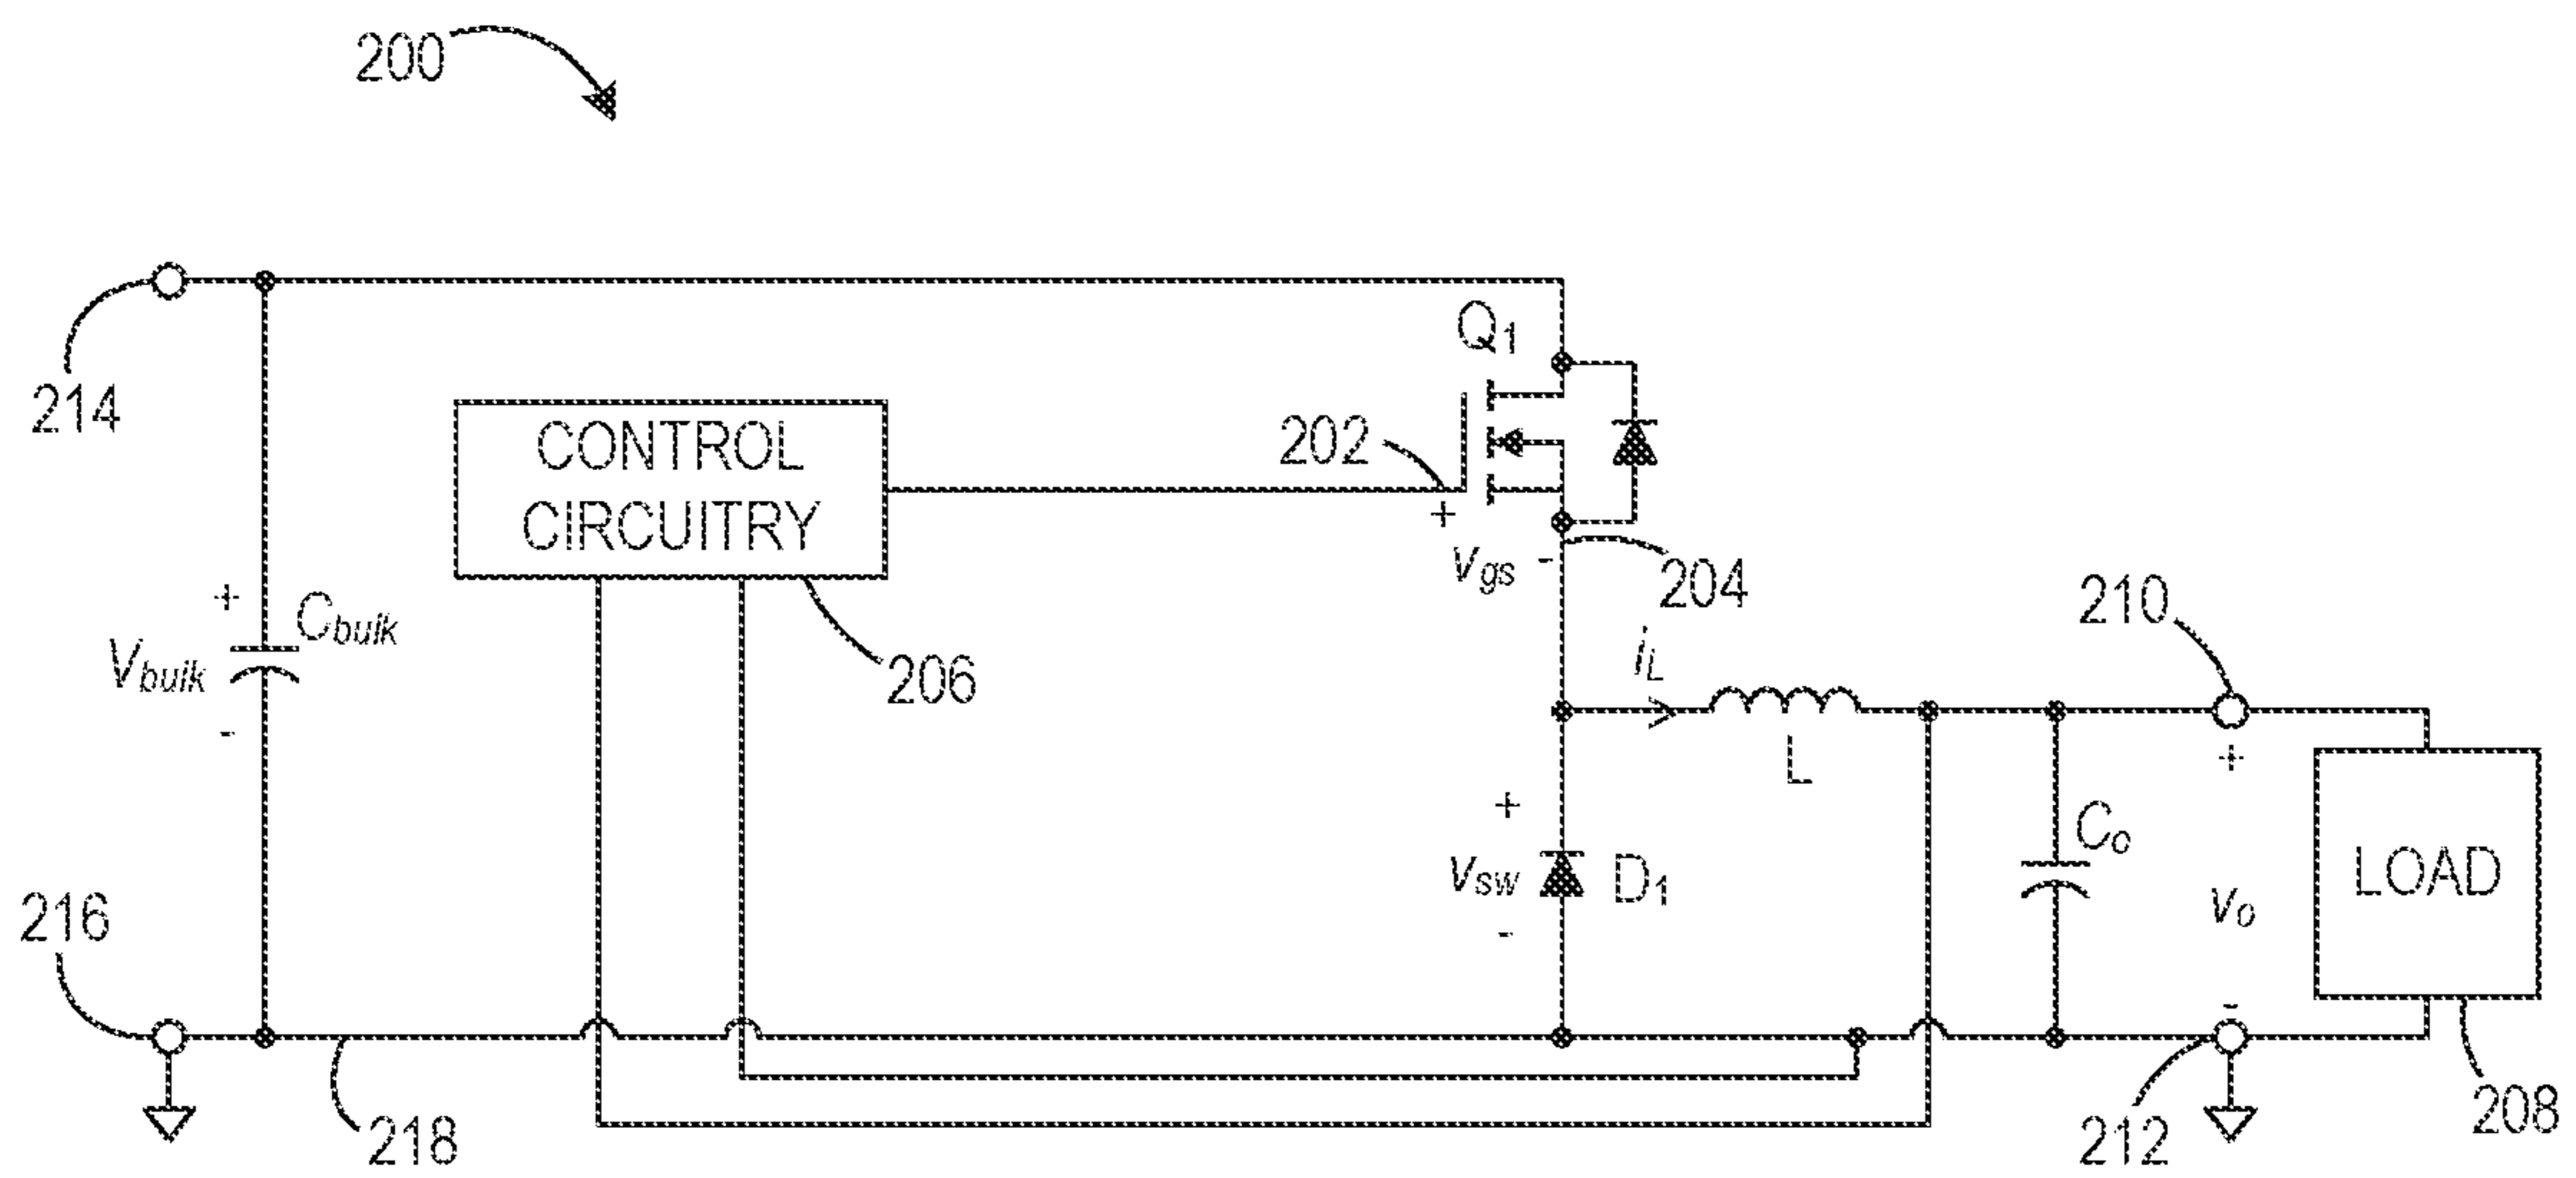 200
214
Q1
CONTROL
CIRCUITRY
202
+
Vgs -
204
210
+
Cbulk
Vbulk
-
206
iL
L
+
+
Co
Vsw
D1
LOAD
vo
-
-
216
218
212
208